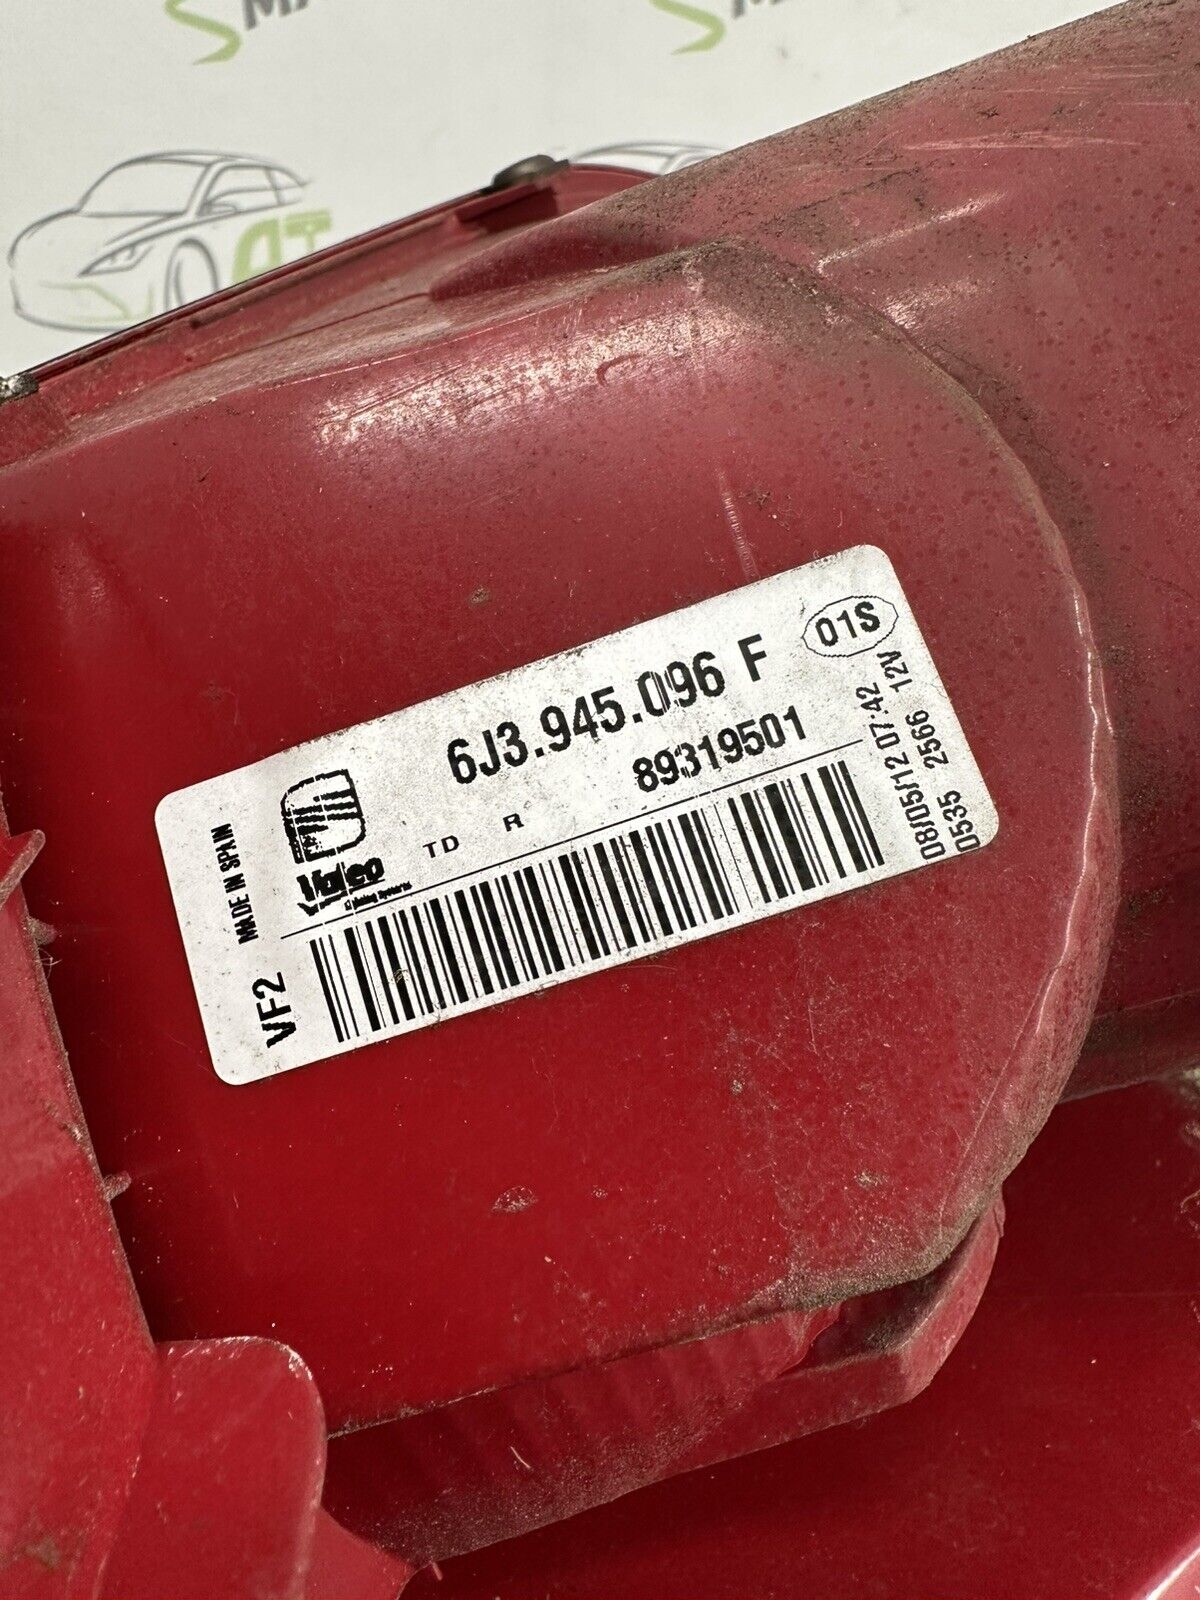 6J3.945.096 F
01S
89319501
TD R
Valeo
MADE IN SPAIN
VF2
08/05/12 07:42
0535 2566 12V